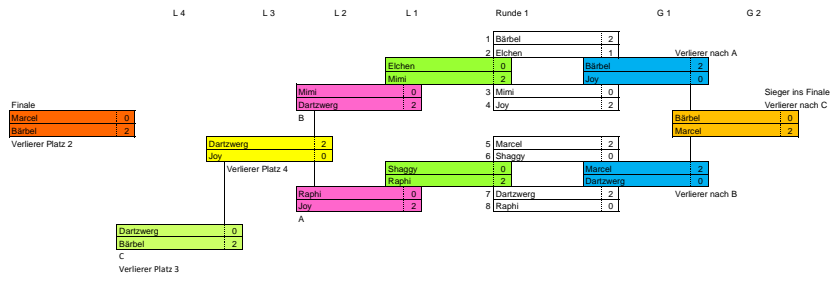 L 4 L 3 L 2 L 1 Runde 1 G 1 G 2
1 Bärbel 2
2 Elchen 1 Verlierer nach A
Elchen 0 Bärbel 2
Mimi 2 Joy 0
Mimi 0 3 Mimi 0 Sieger ins Finale
Finale Dartzwerg 2 4 Joy 2 Verlierer nach C
Marcel 0 B Bärbel 0
Bärbel 2 Marcel 2
Verlierer Platz 2 Dartzwerg 2 5 Marcel 2
Joy 0 6 Shaggy 0
Verlierer Platz 4 Shaggy 0 Marcel 2
Raphi 2 Dartzwerg 0
Raphi 0 7 Dartzwerg 2 Verlierer nach B
Joy 2 8 Raphi 0
A
Dartzwerg 0
Bärbel 2
C
Verlierer Platz 3